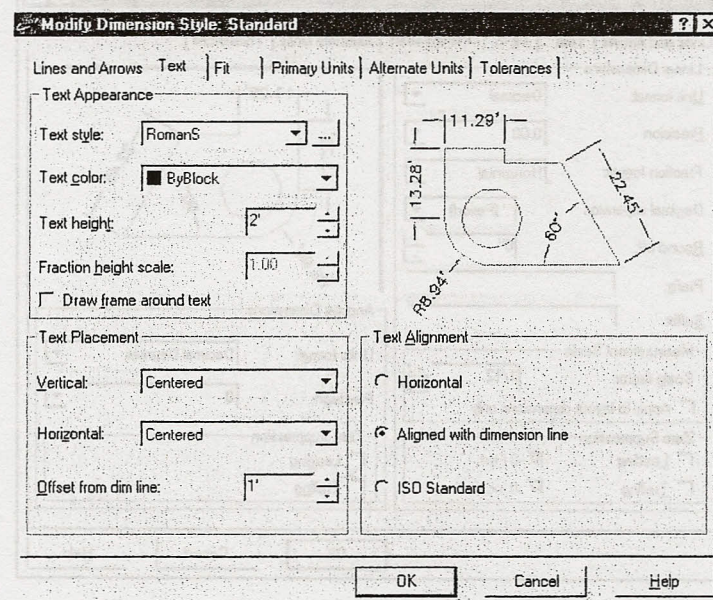 Modify Dimension Style: Standard
Lines and Arrows Text Fit Primary Units Alternate Units Tolerances
Text Appearance
Text style: RomanS ...
Text color: ByBlock
Text height: 2'
Fraction height scale: 1.00
Draw frame around text
11.29'
13.28'
22.45'
60°
R8.94'
Text Placement
Vertical: Centered
Horizontal: Centered
Offset from dim line: 1'
Text Alignment
Horizontal
Aligned with dimension line
ISO Standard
OK Cancel Help